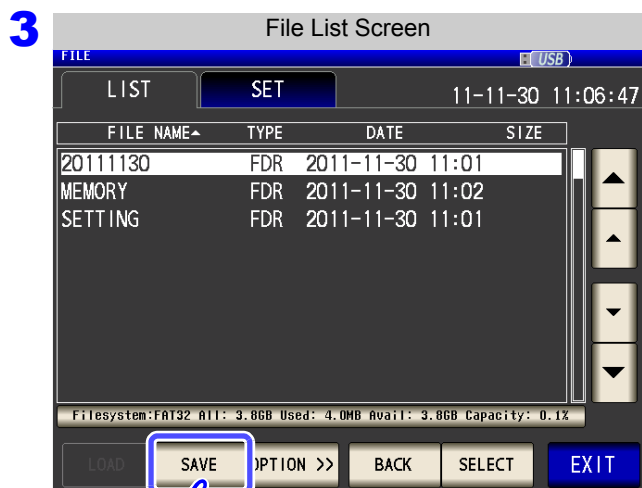 3
File List Screen
FILE USB
LIST SET 11-11-30 11:06:47
FILE NAME▲ TYPE DATE SIZE
20111130 FDR 2011-11-30 11:01
MEMORY FDR 2011-11-30 11:02
SETTING FDR 2011-11-30 11:01
Filesystem:FAT32 All: 3.8GB Used: 4.0MB Avail: 3.8GB Capacity: 0.1%
LOAD SAVE OPTION >> BACK SELECT EXIT